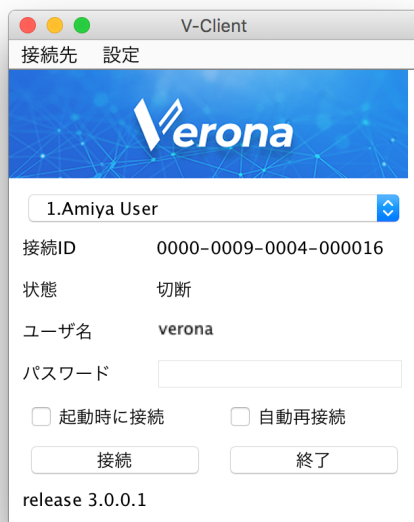 V-Client
接続先 設定
Verona
1.Amiya User
接続ID 0000-0009-0004-000016
状態 切断
ユーザ名 verona
パスワード
起動時に接続 自動再接続
接続 終了
release 3.0.0.1